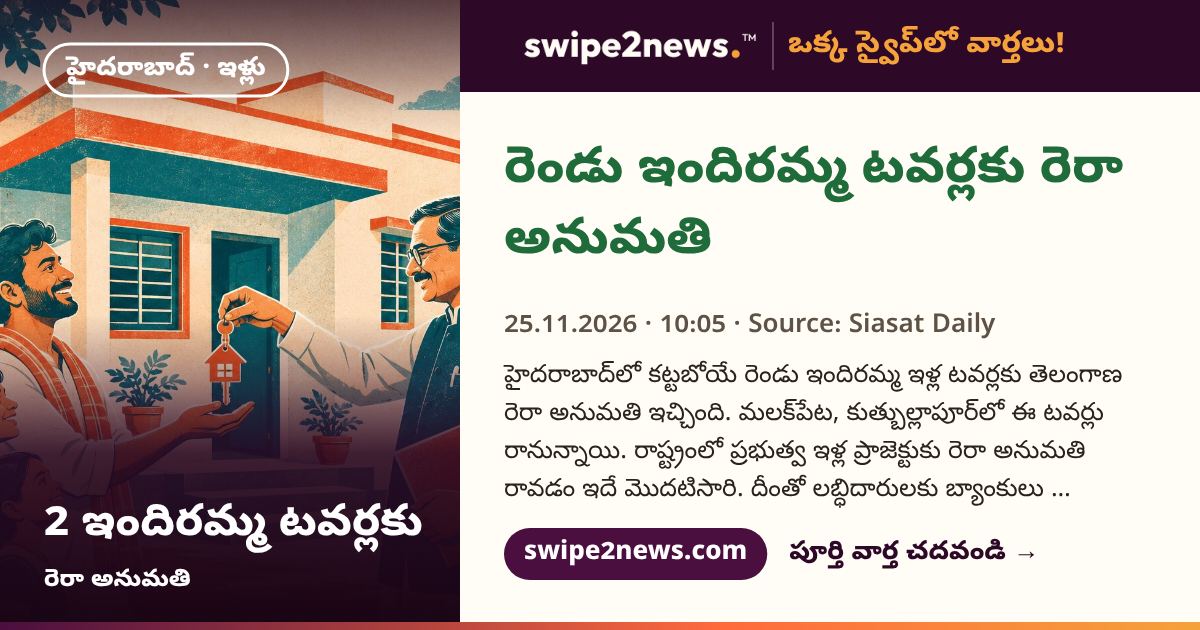 హైదరాబాద్ · ఇళ్లు
2 ఇందిరమ్మ టవర్లకు
రెరా అనుమతి
swipe2news.™
ఒక్క స్వైప్‌లో వార్తలు!
రెండు ఇందిరమ్మ టవర్లకు రెరా
అనుమతి
25.11.2026 · 10:05 · Source: Siasat Daily
హైదరాబాద్‌లో కట్టబోయే రెండు ఇందిరమ్మ ఇళ్ల టవర్లకు తెలంగాణ
రెరా అనుమతి ఇచ్చింది. మలక్‌పేట, కుత్బుల్లాపూర్‌లో ఈ టవర్లు
రానున్నాయి. రాష్ట్రంలో ప్రభుత్వ ఇళ్ల ప్రాజెక్టుకు రెరా అనుమతి
రావడం ఇదే మొదటిసారి. దీంతో లబ్ధిదారులకు బ్యాంకులు ...
swipe2news.com
పూర్తి వార్త చదవండి →